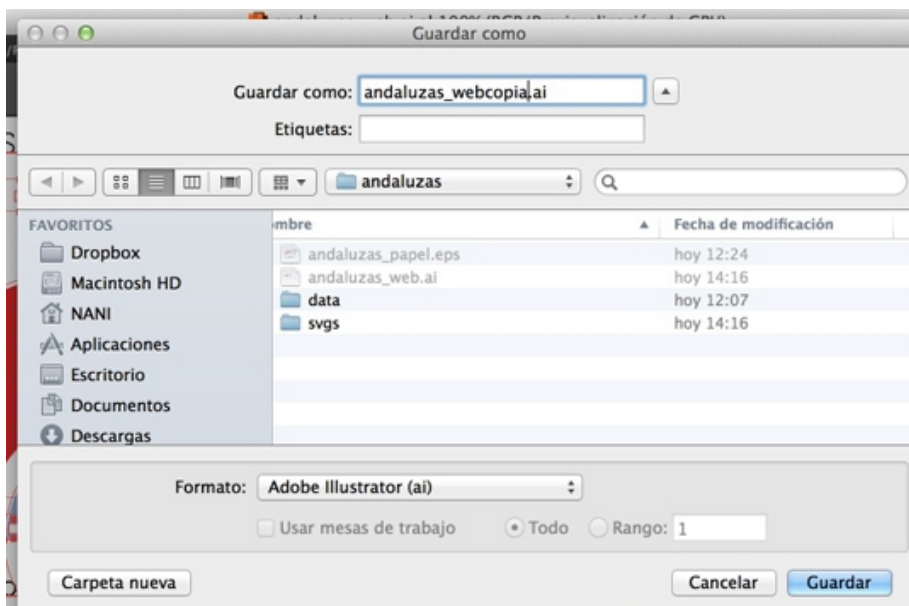 Guardar como
Guardar como: andaluzas_webcopia.ai
Etiquetas:
andaluzas
FAVORITOS
Dropbox
Macintosh HD
NANI
Aplicaciones
Escritorio
Documentos
Descargas
mbre Fecha de modificación
andaluzas_papel.eps hoy 12:24
andaluzas_web.ai hoy 14:16
data hoy 12:07
svgs hoy 14:16
Formato: Adobe Illustrator (ai)
Usar mesas de trabajo Todo Rango: 1
Carpeta nueva Cancelar Guardar